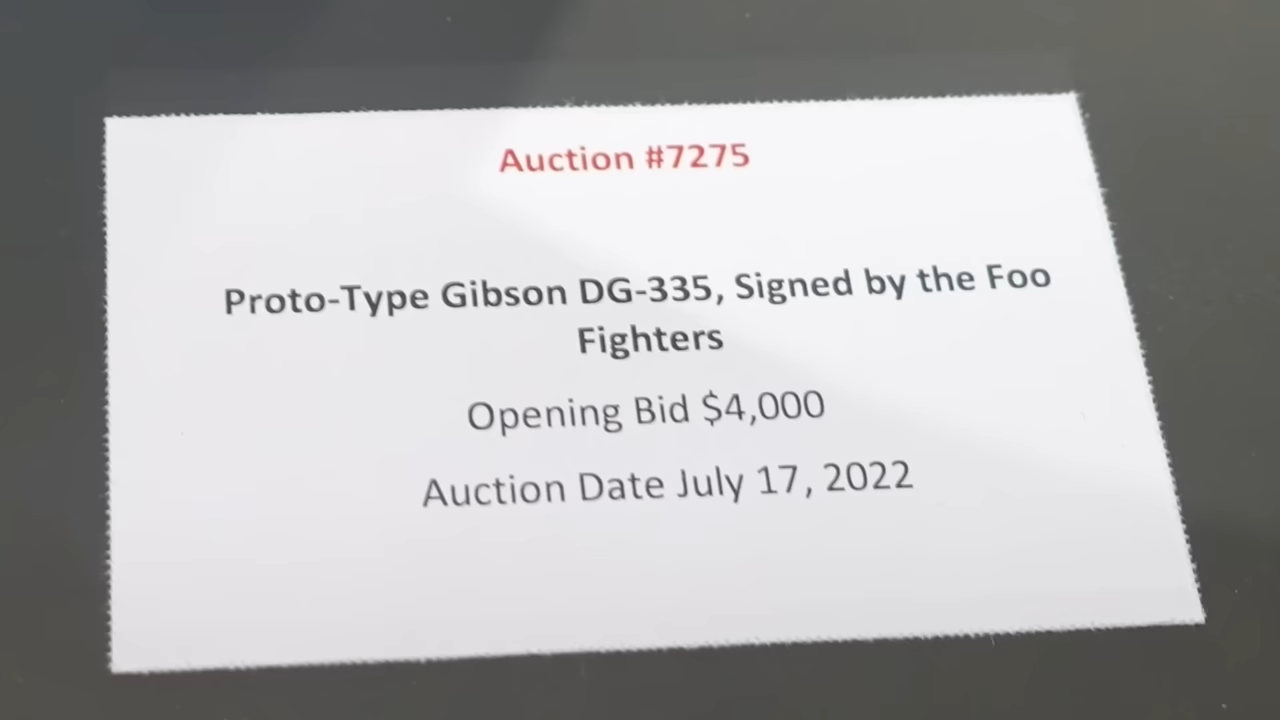 Auction #7275
Proto-Type Gibson DG-335, Signed by the Foo
Fighters
Opening Bid $4,000
Auction Date July 17, 2022